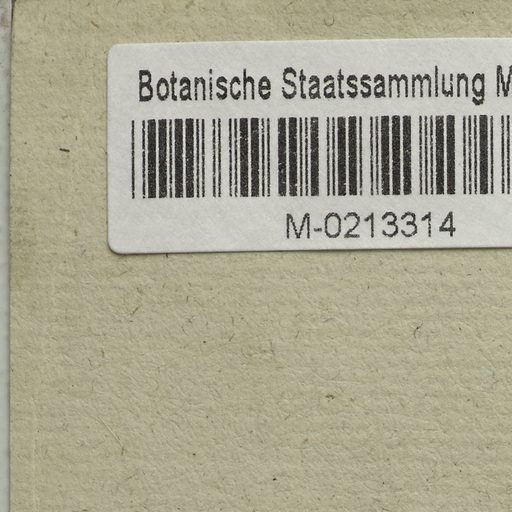 Botanische Staatssammlung M
M-0213314